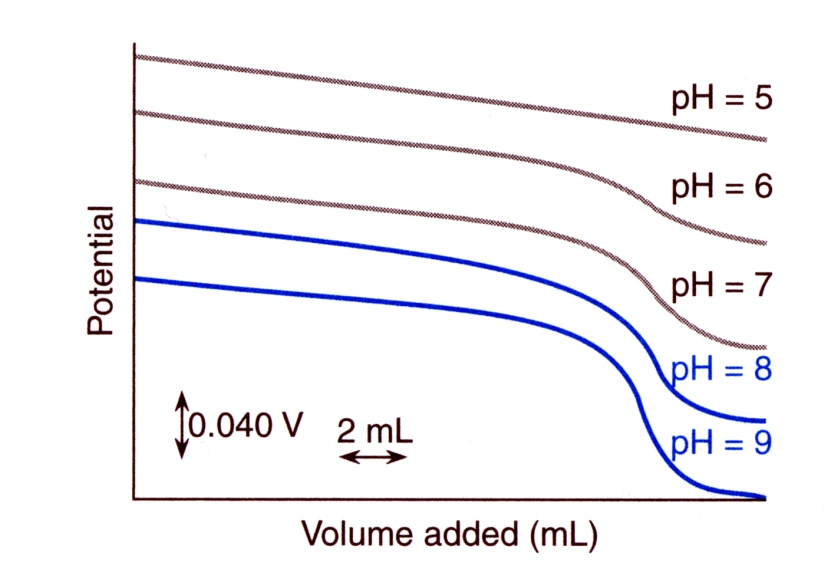 pH = 5
pH = 6
pH = 7
pH = 8
pH = 9
Potential
0.040 V
2 mL
Volume added (mL)